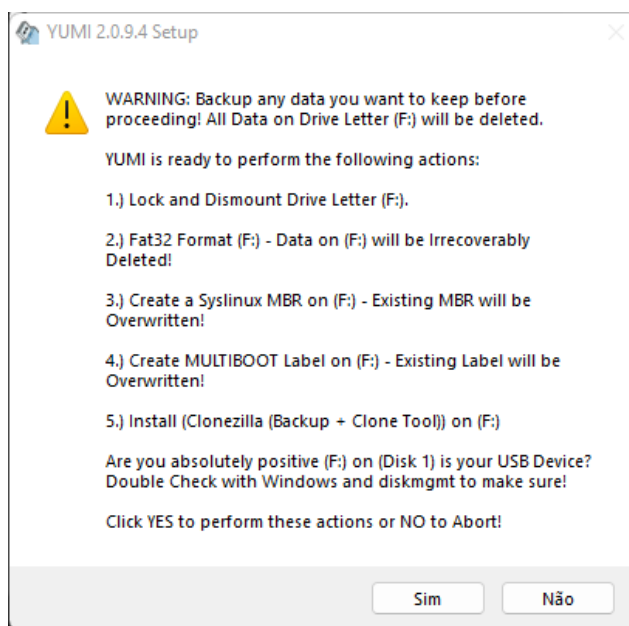 YUMI 2.0.9.4 Setup
WARNING: Backup any data you want to keep before
proceeding! All Data on Drive Letter (F:) will be deleted.
YUMI is ready to perform the following actions:
1.) Lock and Dismount Drive Letter (F:).
2.) Fat32 Format (F:) - Data on (F:) will be Irrecoverably
Deleted!
3.) Create a Syslinux MBR on (F:) - Existing MBR will be
Overwritten!
4.) Create MULTIBOOT Label on (F:) - Existing Label will be
Overwritten!
5.) Install (Clonezilla (Backup + Clone Tool)) on (F:)
Are you absolutely positive (F:) on (Disk 1) is your USB Device?
Double Check with Windows and diskmgmt to make sure!
Click YES to perform these actions or NO to Abort!
Sim
Não